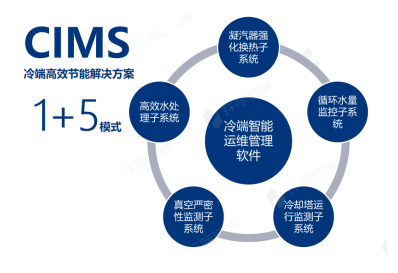 CIMS
冷端高效节能解决方案
1+5模式
凝汽器强
化换热子
系统
高效水处
理子系统
循环水量
监控子系
统
冷端智能
运维管理
软件
真空严密
性监测子
系统
冷却塔运
行监测子
系统